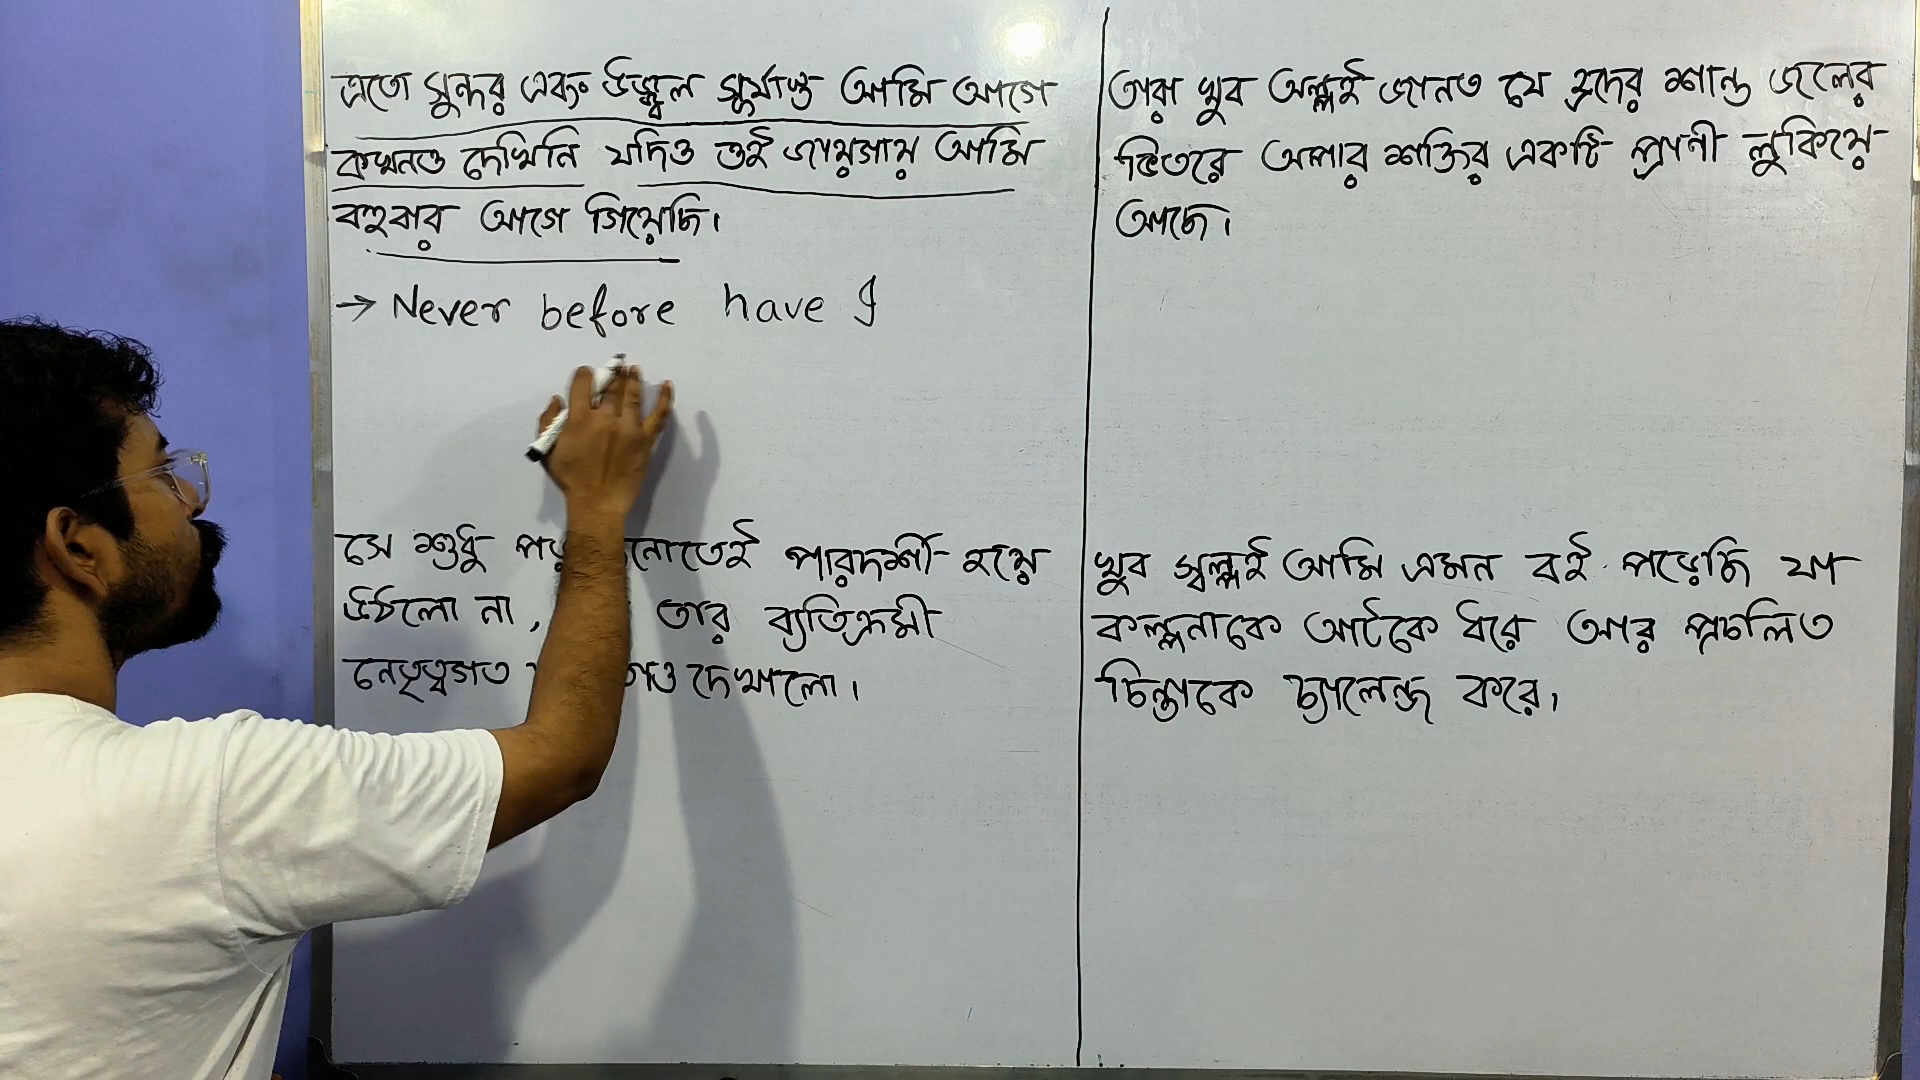 এতো সুন্দর এবং উজ্জ্বল সূর্যাস্ত আমি আগে
কখনও দেখিনি যদিও ওই জায়গায় আমি
বহুবার আগে গিয়েছি।
→ Never before have I
সে শুধু পারদর্শী হয়ে
উঠলো না, তার ব্যতিক্রমী
নেতৃত্বগত দেখালো।
তারা খুব অল্পই জানত যে হ্রদের শান্ত জলের
ভিতরে অপার শক্তির একটি প্রাণী লুকিয়ে
আছে।
খুব স্বল্পই আমি এমন বই পড়েছি যা
কল্পনাকে আটকে ধরে আর প্রচলিত
চিন্তাকে চ্যালেন্জ করে।